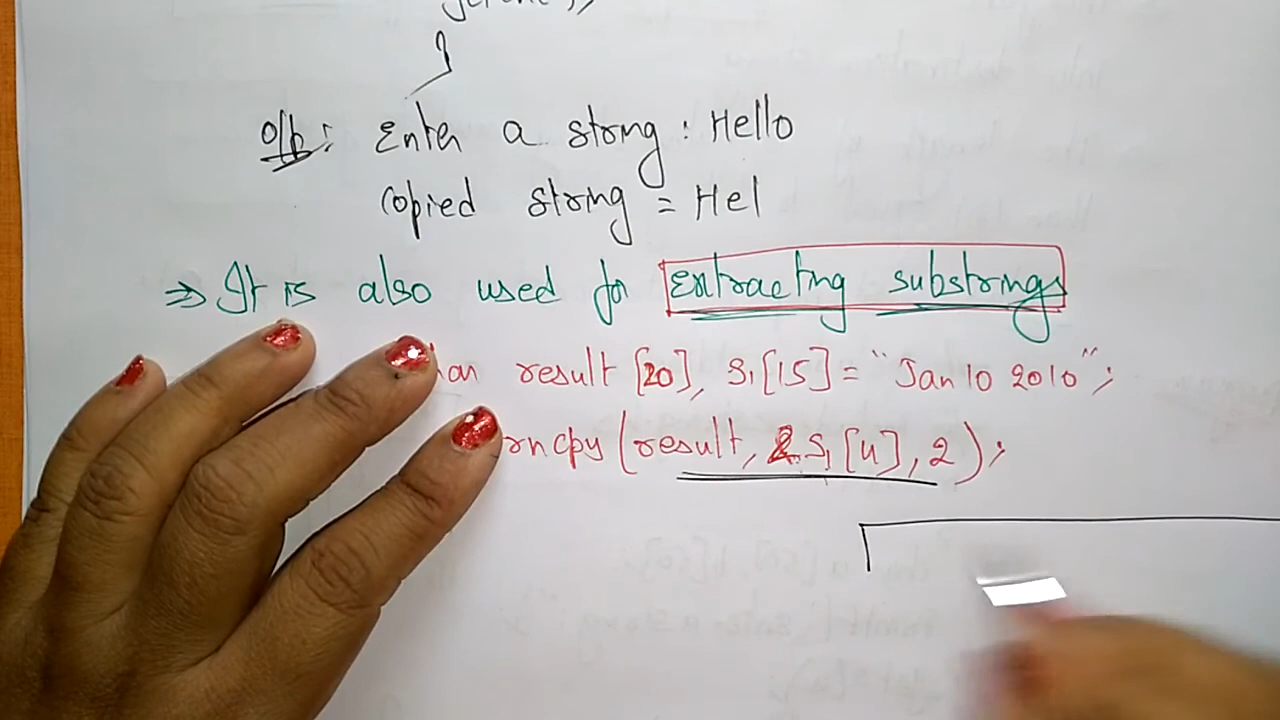 }
O/p: Enter a string : Hello
Copied string = Hel
⇒ It is also used for extracting substrings
result [20], S1[15] = "Jan 10 2010";
(result, &S1[4], 2);